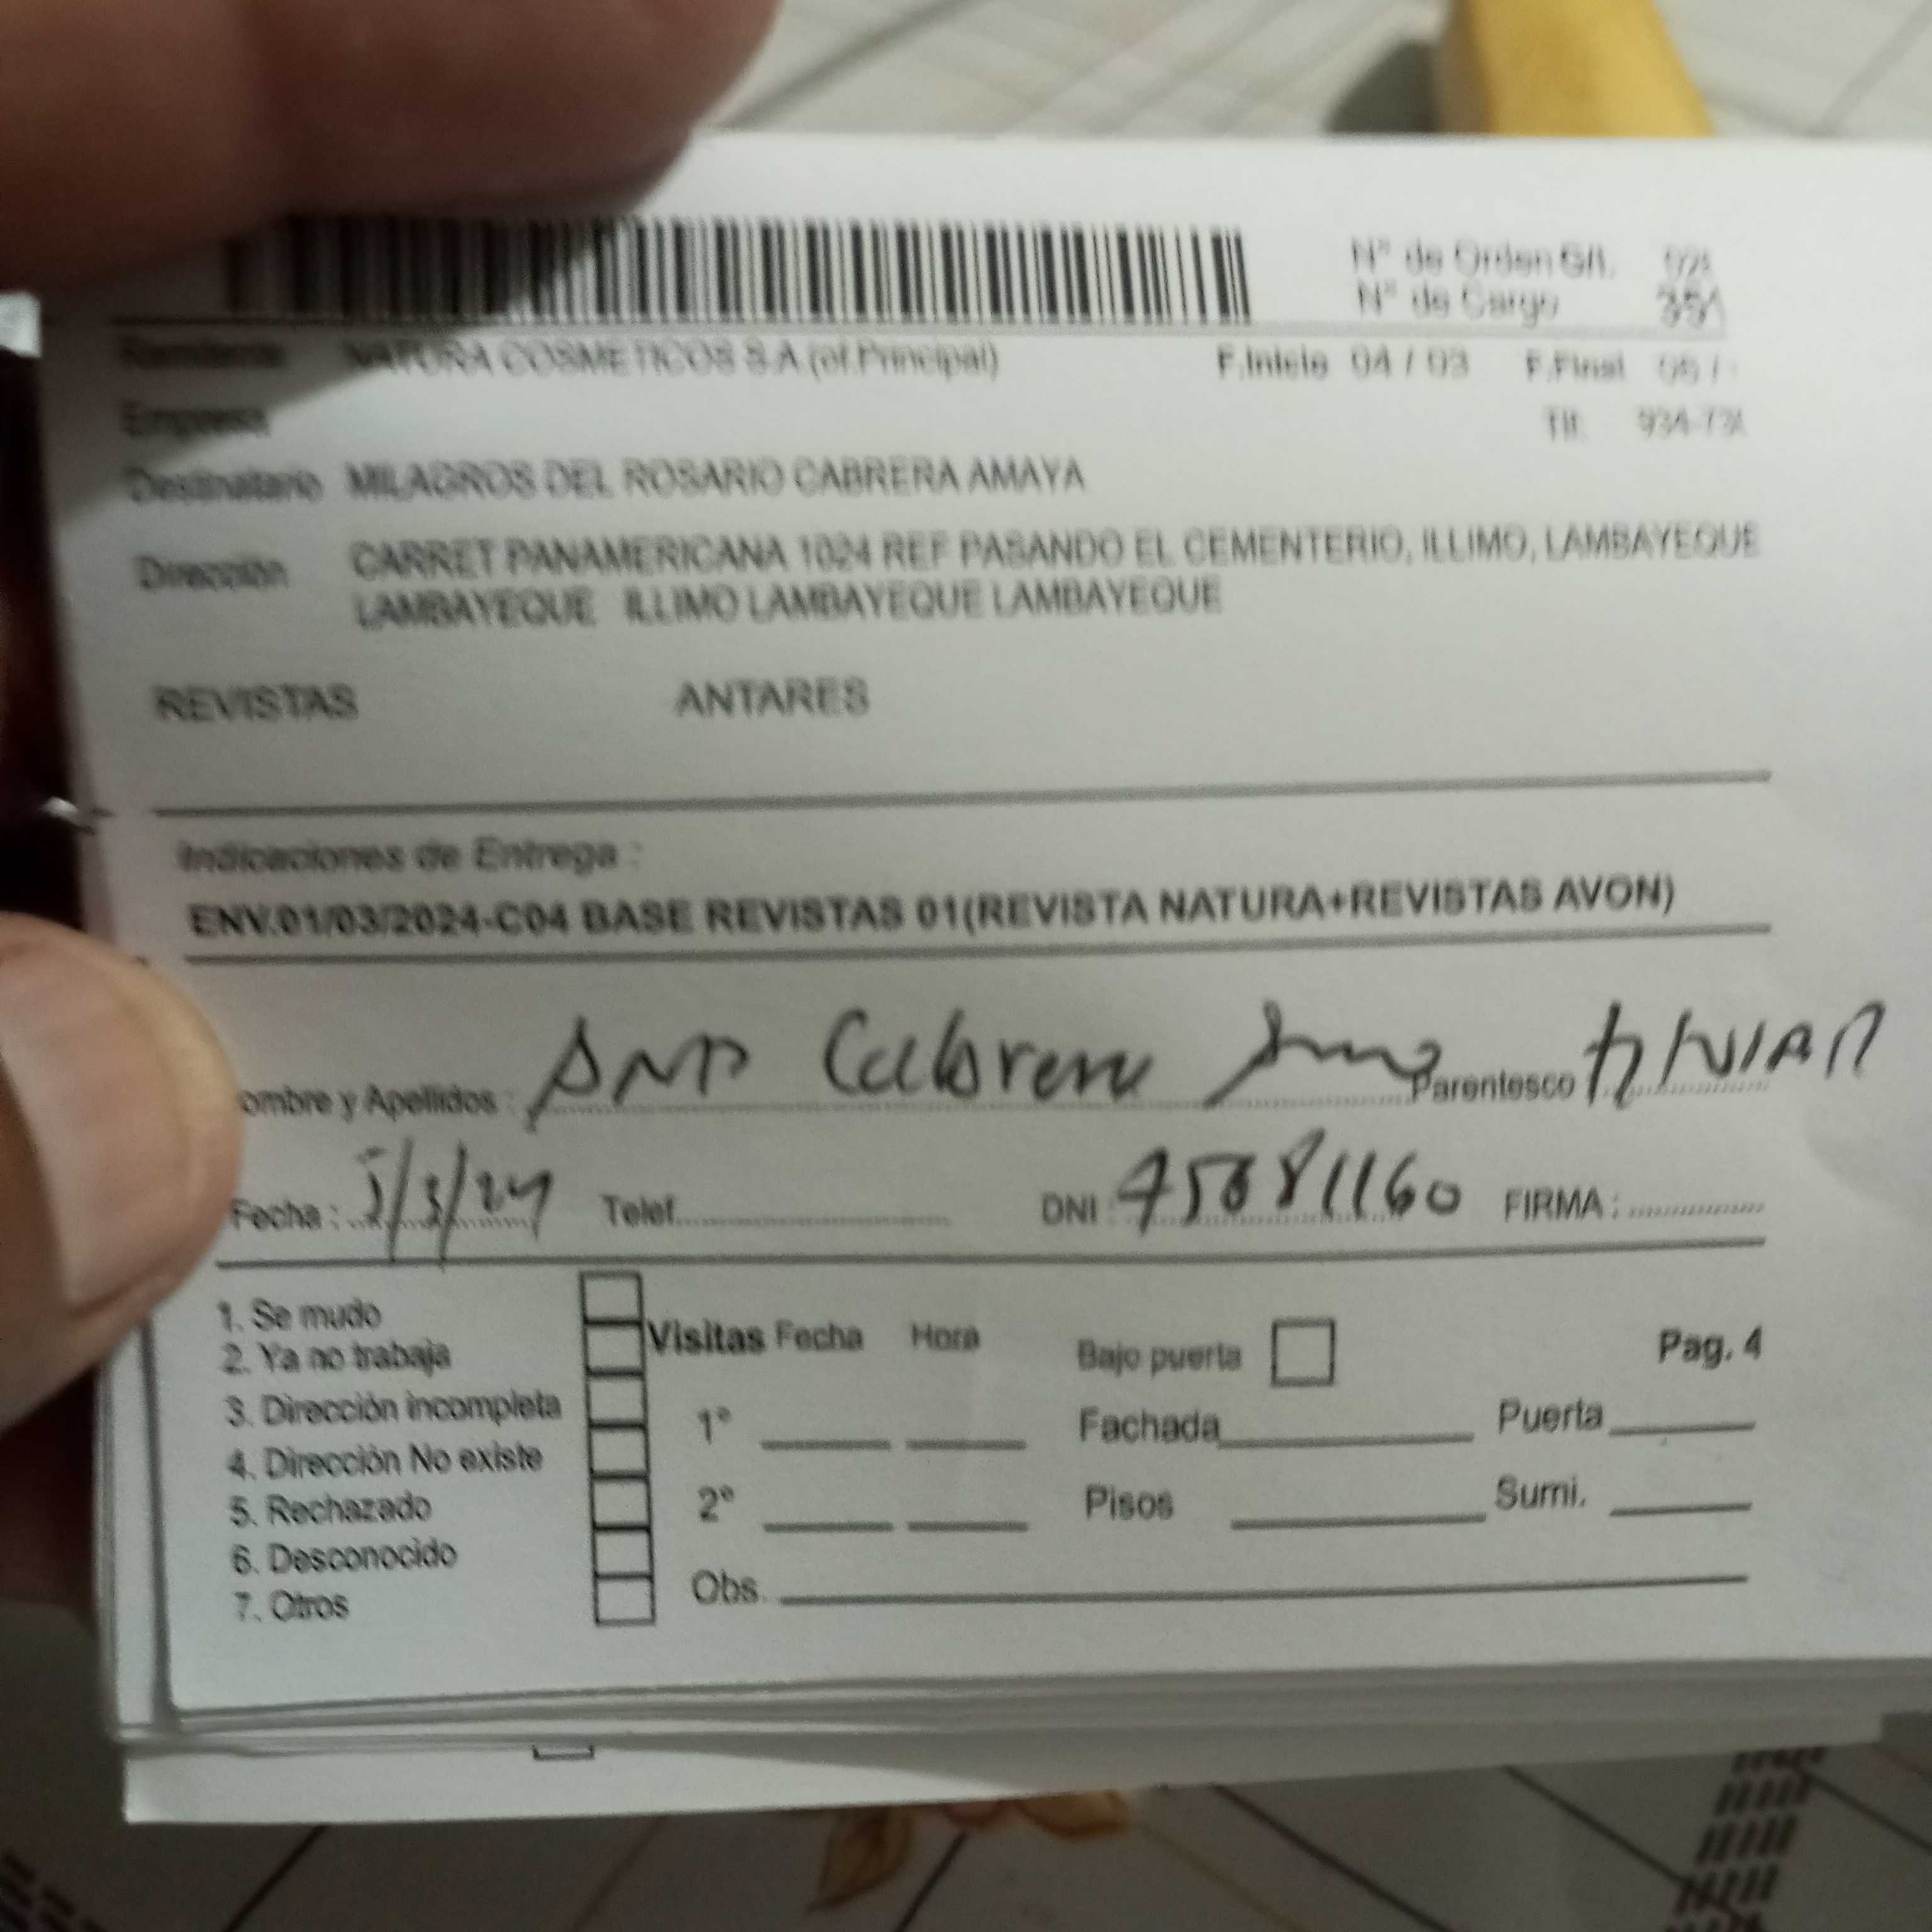 N° de Orden G/I.
N° de Cargo 351
Remitente NATURA COSMETICOS S.A.(of.Principal) F.Inicio 04 / 03 F.Final
Empresa Tlf:
Destinatario MILAGROS DEL ROSARIO CABRERA AMAYA
Dirección CARRET PANAMERICANA 1024 REF PASANDO EL CEMENTERIO, ILLIMO, LAMBAYEQUE
LAMBAYEQUE ILLIMO LAMBAYEQUE LAMBAYEQUE
REVISTAS ANTARES
Indicaciones de Entrega :
ENV.01/03/2024-C04 BASE REVISTAS 01(REVISTA NATURA+REVISTAS AVON)
ombre y Apellidos : Cabrera Parentesco
Fecha : 5/3/24 Telef. DNI : 45681160 FIRMA :
1. Se mudo
2. Ya no trabaja
3. Dirección incompleta
4. Dirección No existe
5. Rechazado
6. Desconocido
7. Otros
Visitas Fecha Hora
1°
2°
Obs.
Bajo puerta Pag. 4
Fachada Puerta
Pisos Sumi.